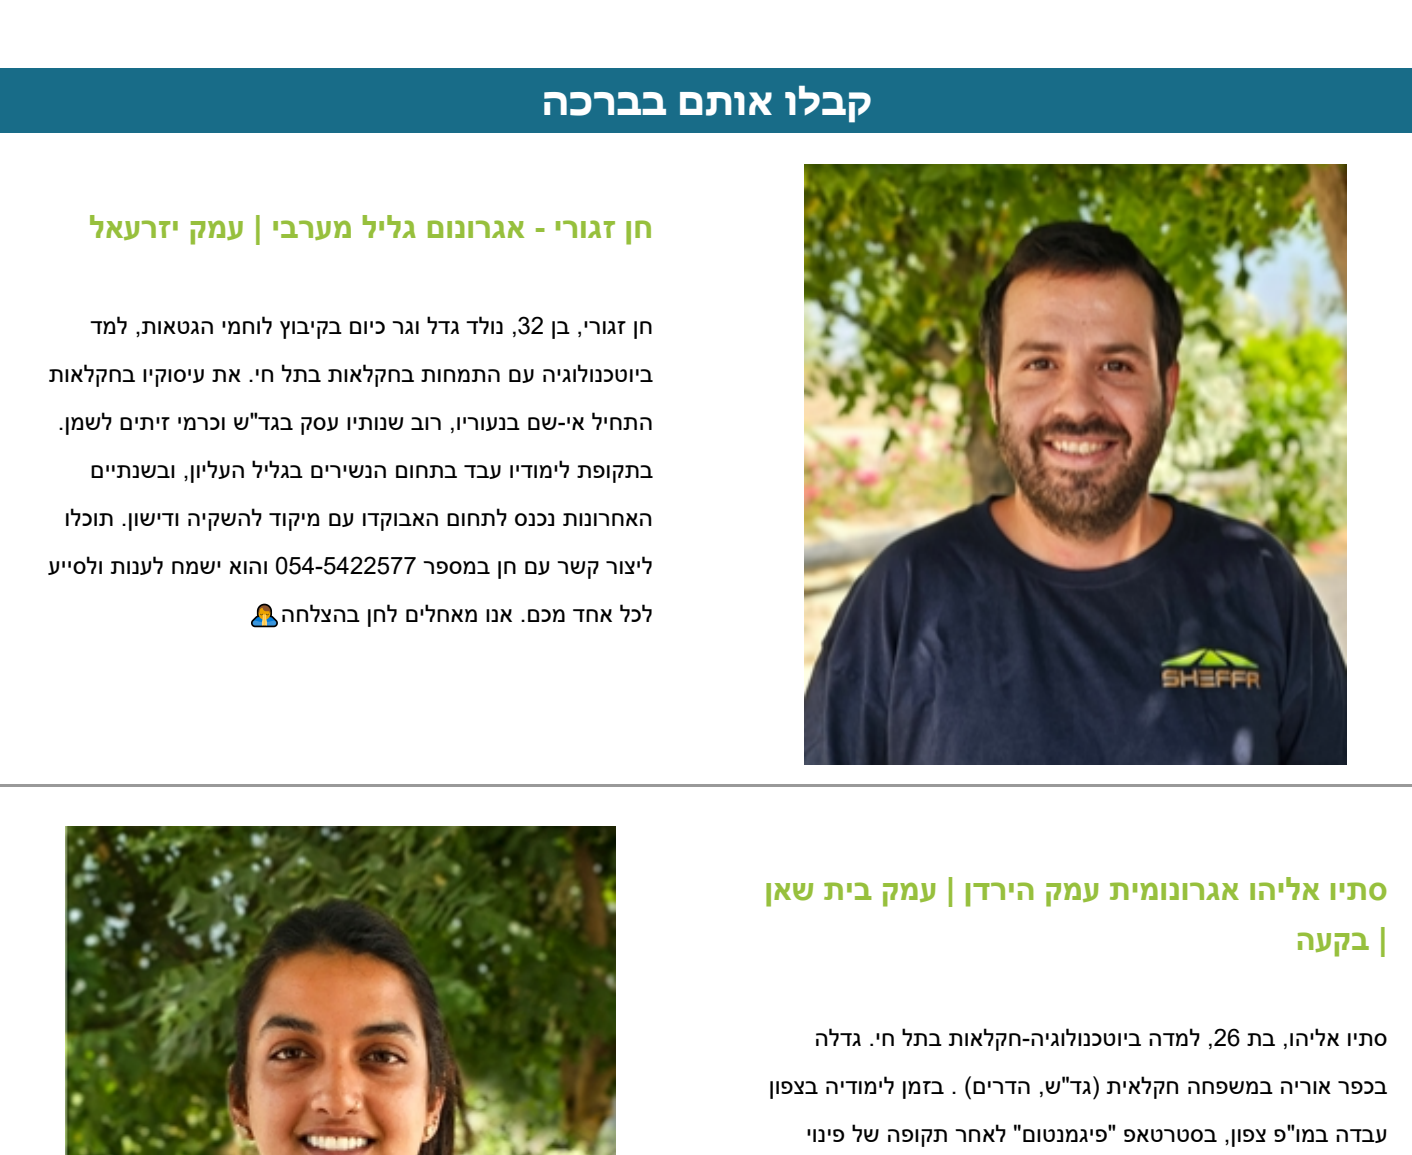 קבלו אותם בברכה
חן זגורי - אגרונום גליל מערבי | עמק יזרעאל
חן זגורי, בן 32, נולד גדל וגר כיום בקיבוץ לוחמי הגטאות, למד
ביוטכנולוגיה עם התמחות בחקלאות בתל חי. את עיסוקיו בחקלאות
התחיל אי-שם בנעוריו, רוב שנותיו עסק בגד"ש וכרמי זיתים לשמן.
בתקופת לימודיו עבד בתחום הנשירים בגליל העליון, ובשנתיים
האחרונות נכנס לתחום האבוקדו עם מיקוד להשקיה ודישון. תוכלו
ליצור קשר עם חן במספר 054-5422577 והוא ישמח לענות ולסייע
לכל אחד מכם. אנו מאחלים לחן בהצלחה
SHEFFR
סתיו אליהו אגרונומית עמק הירדן | עמק בית שאן
| בקעה
סתיו אליהו, בת 26, למדה ביוטכנולוגיה-חקלאות בתל חי. גדלה
בכפר אוריה במשפחה חקלאית (גד"ש, הדרים) . בזמן לימודיה בצפון
עבדה במו"פ צפון, בסטרטאפ "פיגמנטום" לאחר תקופה של פינוי